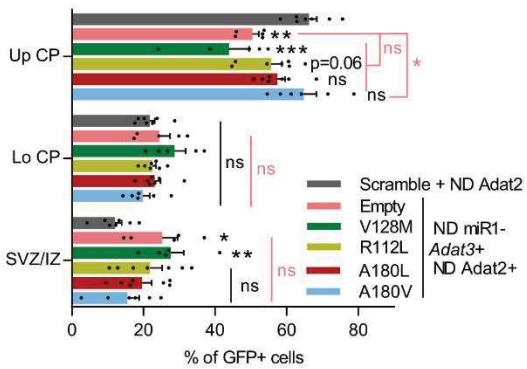 Up CP
**
***
p=0.06
ns
ns
ns
*
Lo CP
ns
ns
SVZ/IZ
*
**
ns
ns
Scramble + ND Adat2
Empty
V128M
R112L
A180L
A180V
ND miR1-
Adat3+
ND Adat2+
0 20 40 60 80
% of GFP+ cells